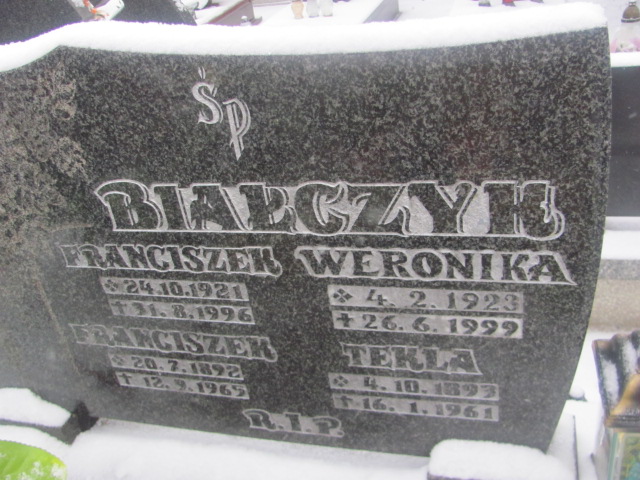 ŚP
BIAŁCZYK
FRANCISZEK WERONIKA
24.10.1921 4. 2. 1923
✝ 31.8.1996 ✝ 26. 6. 1999
FRANCISZEK TEKLA
20.7.1892 4. 10. 1892
✝ 12.9.1962 ✝ 16. 1. 1961
R.I.P.